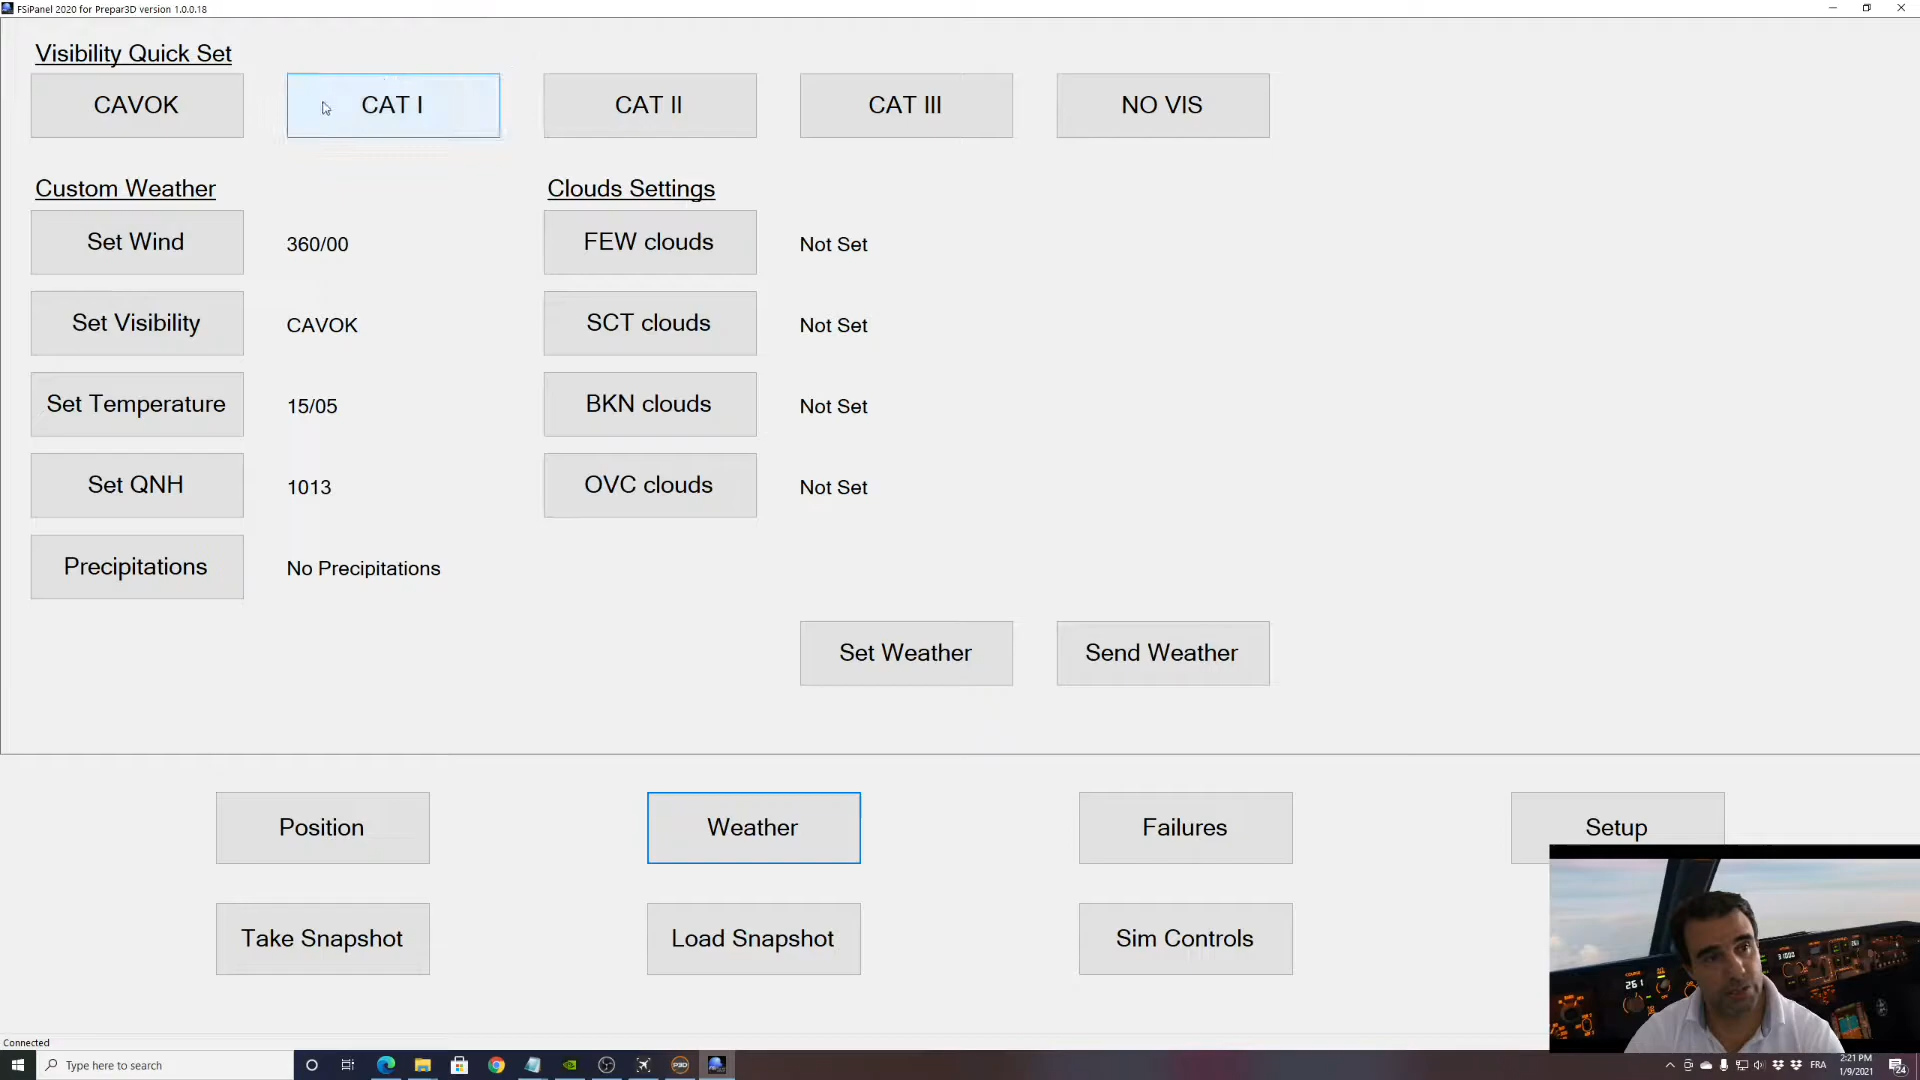 FSiPanel 2020 for Prepar3D version 1.0.0.18
Visibility Quick Set
CAVOK
CAT I
CAT II
CAT III
NO VIS
Custom Weather
Clouds Settings
Set Wind
360/00
FEW clouds
Not Set
Set Visibility
CAVOK
SCT clouds
Not Set
Set Temperature
15/05
BKN clouds
Not Set
Set QNH
1013
OVC clouds
Not Set
Precipitations
No Precipitations
Set Weather
Send Weather
Position
Weather
Failures
Setup
Take Snapshot
Load Snapshot
Sim Controls
Connected
Type here to search
P3D
FRA
2:21 PM
1/9/2021
24
COURSE
261